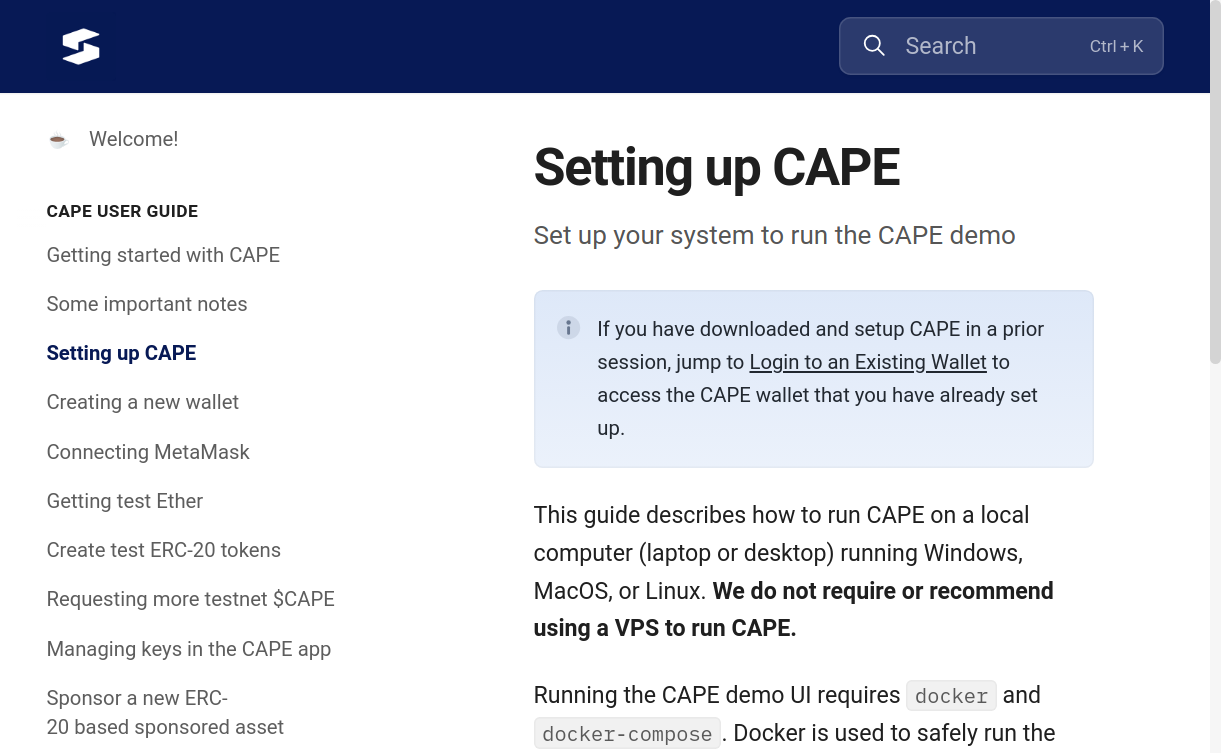 Search
Ctrl + K
Welcome!
CAPE USER GUIDE
Getting started with CAPE
Some important notes
Setting up CAPE
Creating a new wallet
Connecting MetaMask
Getting test Ether
Create test ERC-20 tokens
Requesting more testnet $CAPE
Managing keys in the CAPE app
Sponsor a new ERC-
20 based sponsored asset
Setting up CAPE
Set up your system to run the CAPE demo
If you have downloaded and setup CAPE in a prior
session, jump to Login to an Existing Wallet to
access the CAPE wallet that you have already set
up.
This guide describes how to run CAPE on a local
computer (laptop or desktop) running Windows,
MacOS, or Linux. We do not require or recommend
using a VPS to run CAPE.
Running the CAPE demo UI requires docker and
docker-compose. Docker is used to safely run the